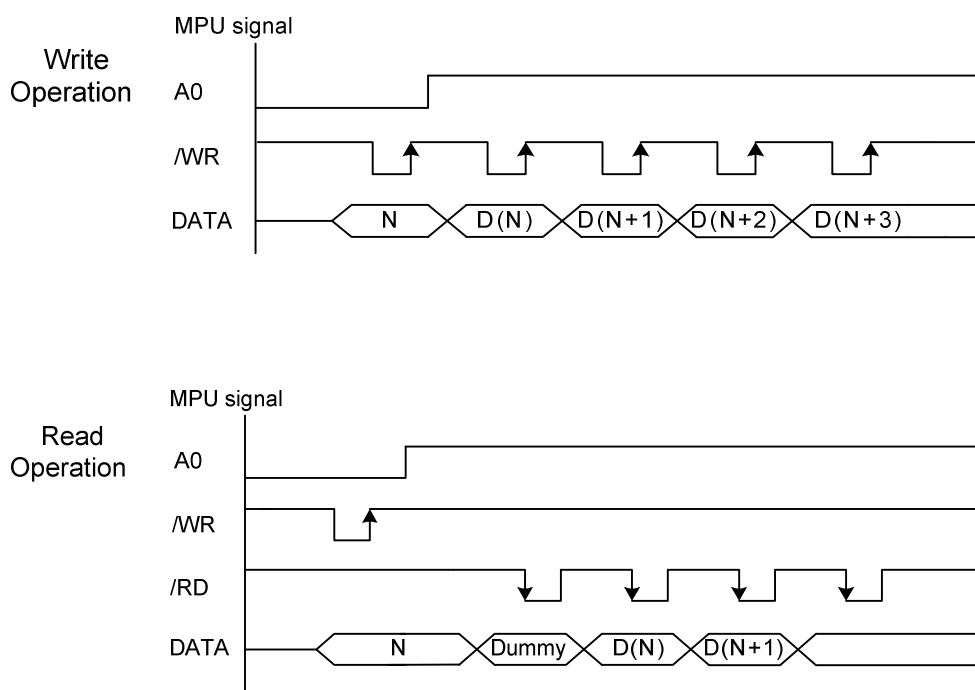 MPU signal
Write
Operation
A0
/WR
DATA
N
D(N)
D(N+1)
D(N+2)
D(N+3)
MPU signal
Read
Operation
A0
/WR
/RD
DATA
N
Dummy
D(N)
D(N+1)